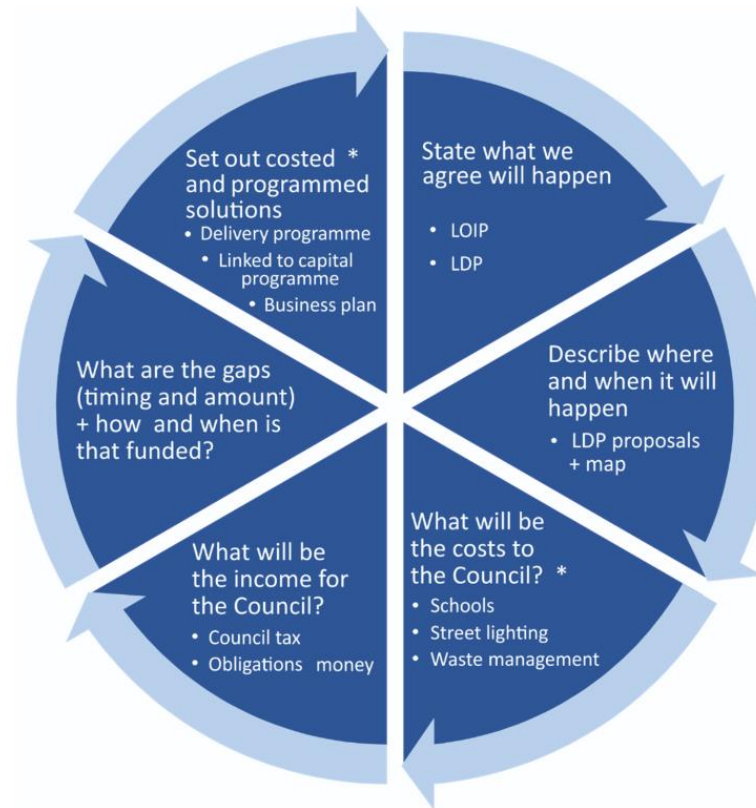 Set out costed *
and programmed
solutions
• Delivery programme
• Linked to capital
programme
• Business plan
State what we
agree will happen
• LOIP
• LDP
Describe where
and when it will
happen
• LDP proposals
+ map
What will be
the costs to
the Council? *
• Schools
• Street lighting
• Waste management
What will be
the income for
the Council?
• Council tax
• Obligations money
What are the gaps
(timing and amount)
+ how and when is
that funded?